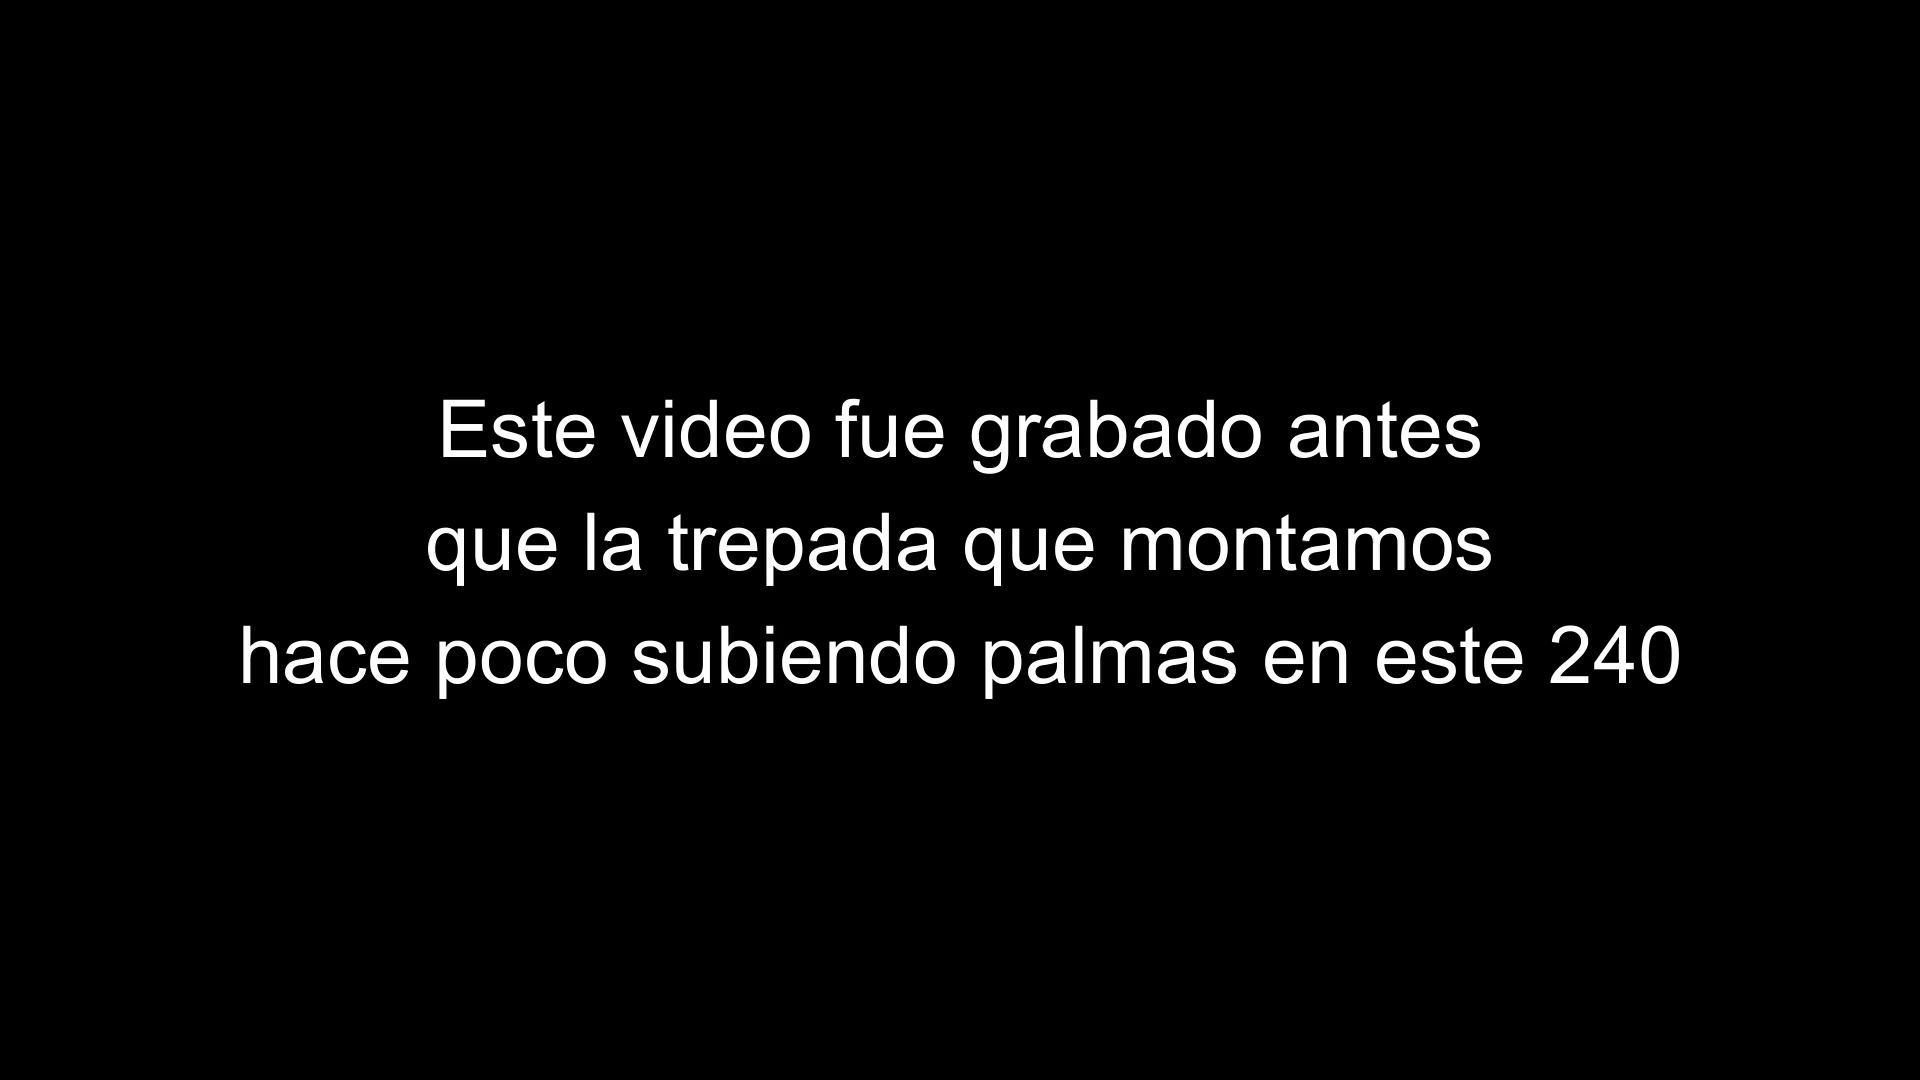 Este video fue grabado antes
que la trepada que montamos
hace poco subiendo palmas en este 240